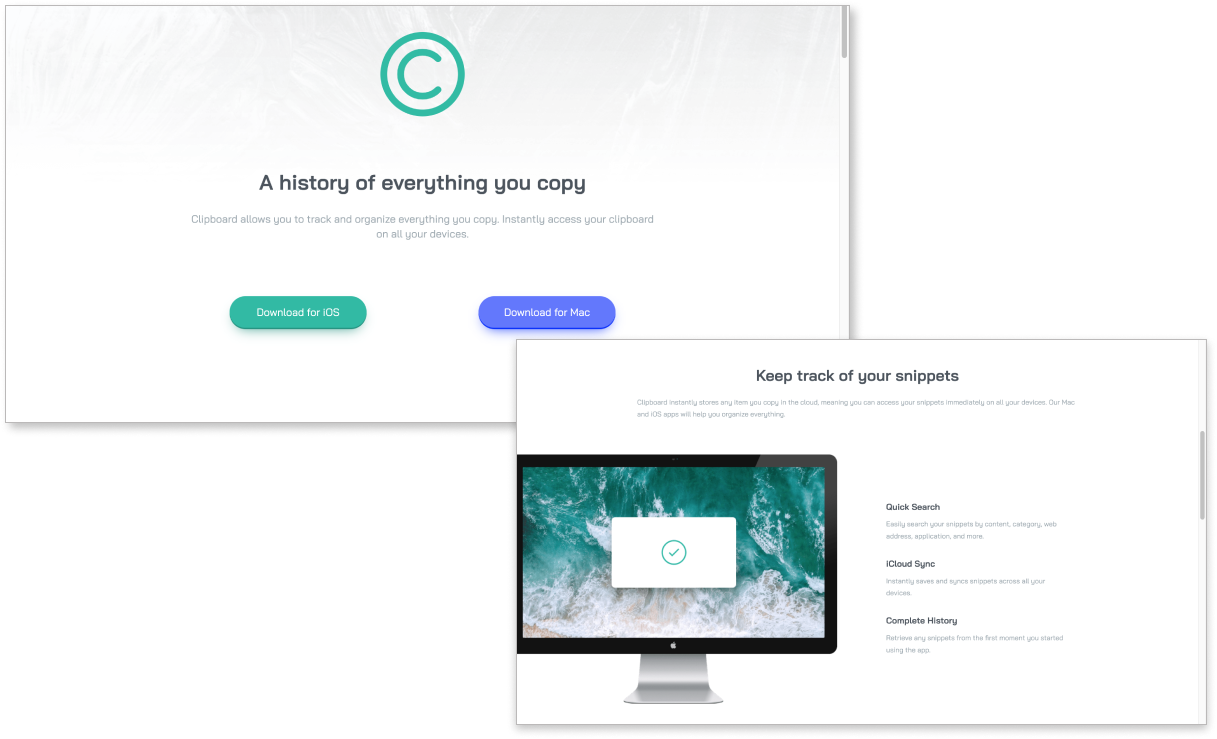 A history of everything you copy
Clipboard allows you to track and organize everything you copy. Instantly access your clipboard
on all your devices.
Download for iOS
Download for Mac
Keep track of your snippets
Clipboard instantly stores any item you copy in the cloud, meaning you can access your snippets immediately on all your devices. Our Mac
and iOS apps will help you organize everything.
Quick Search
Easily search your snippets by content, category, web
address, application, and more.
iCloud Sync
Instantly saves and syncs snippets across all your
devices.
Complete History
Retrieve any snippets from the first moment you started
using the app.